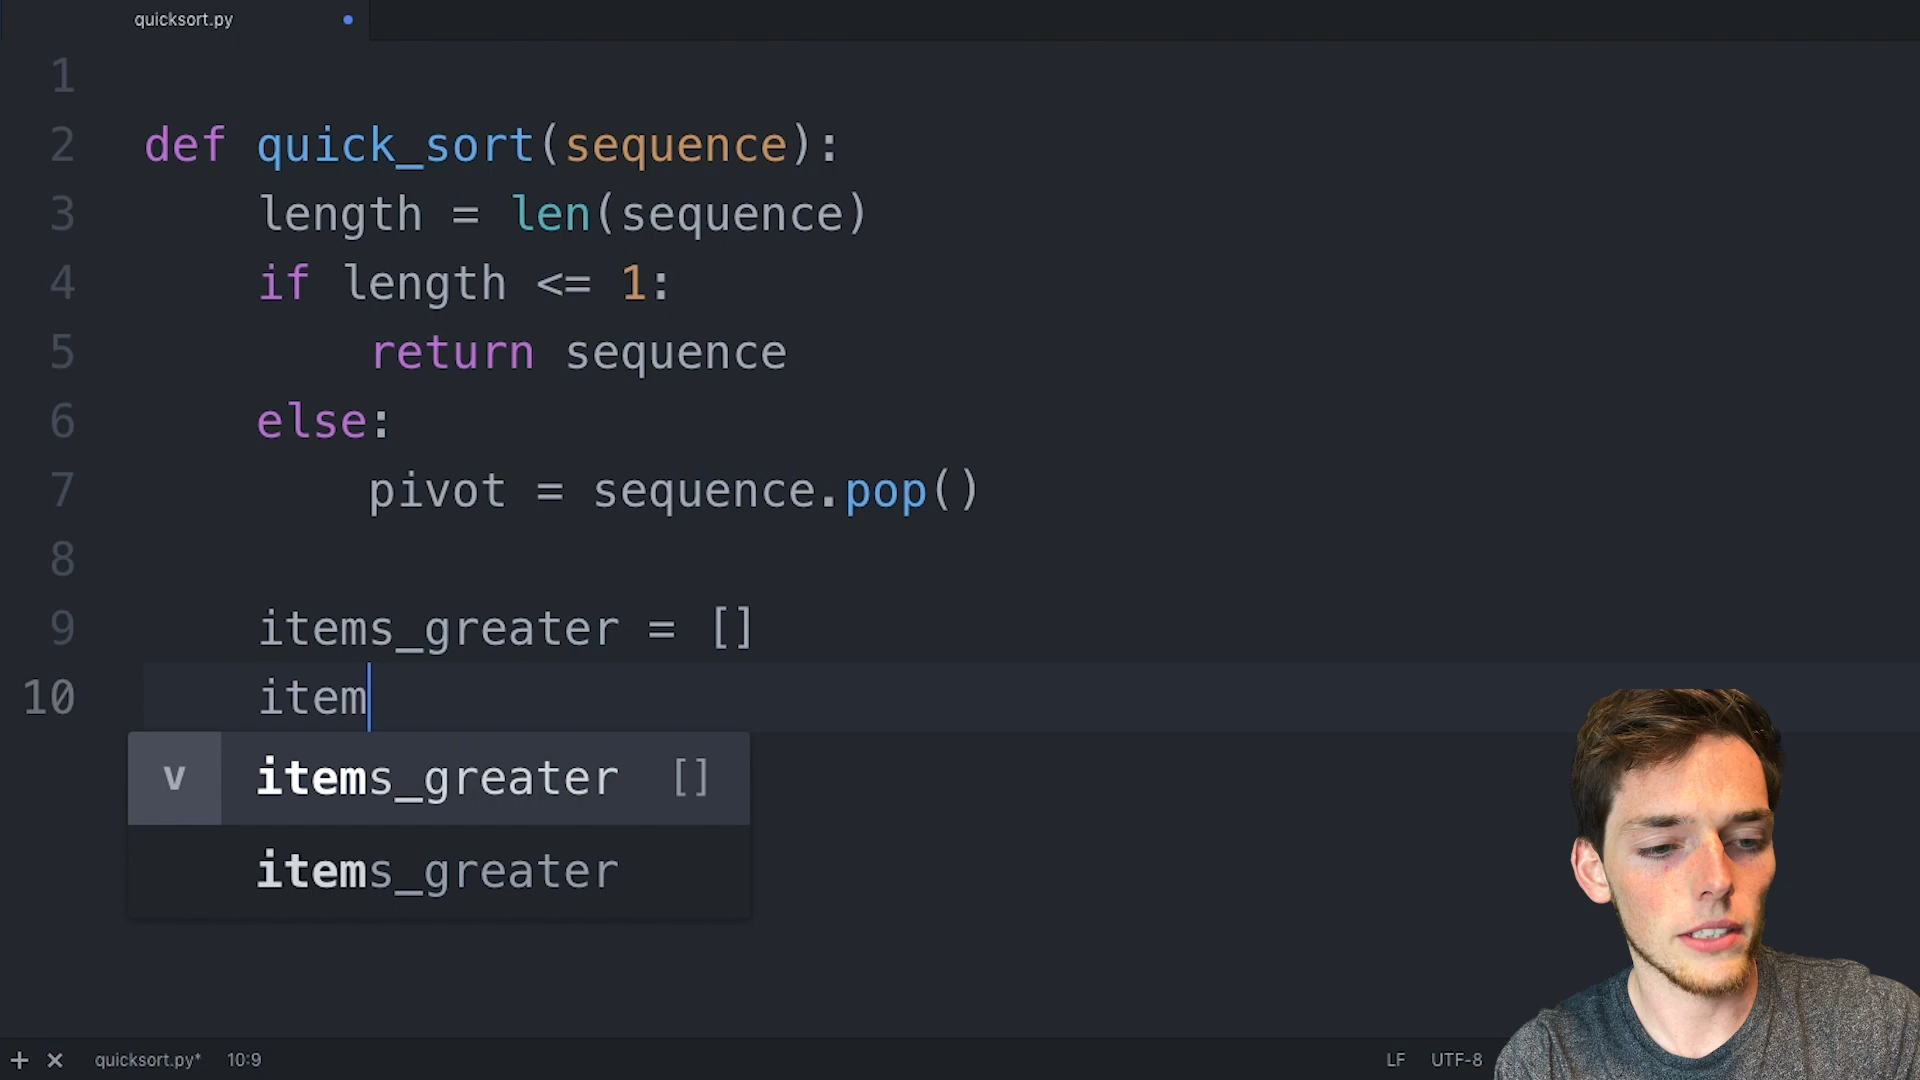 quicksort.py
1
2 def quick_sort(sequence):
3 length = len(sequence)
4 if length <= 1:
5 return sequence
6 else:
7 pivot = sequence.pop()
8
9 items_greater = []
10 item
v items_greater []
items_greater
+ × quicksort.py* 10:9 LF UTF-8